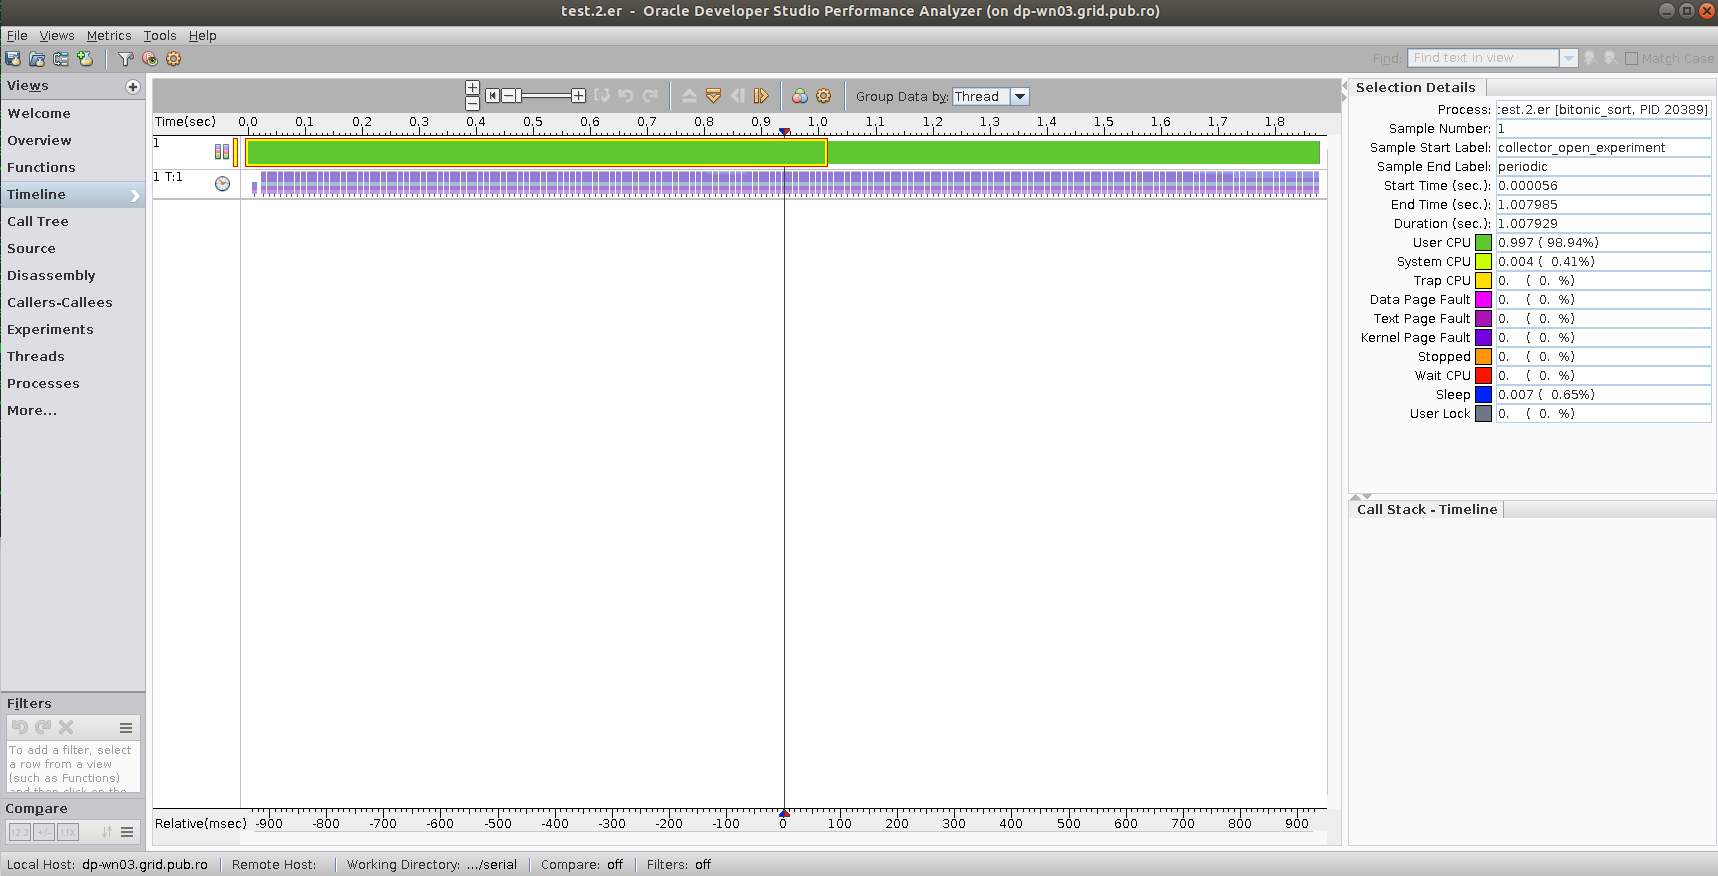 test.2.er - Oracle Developer Studio Performance Analyzer (on dp-wn03.grid.pub.ro)
File Views Metrics Tools Help
Find: Find text in view Match Case
Views
Welcome
Overview
Functions
Timeline
Call Tree
Source
Disassembly
Callers-Callees
Experiments
Threads
Processes
More...
Filters
To add a filter, select
a row from a view
(such as Functions)
and then click on the
Compare
12.3 +/- 1.1X
Group Data by: Thread
Time(sec) 0.0 0.1 0.2 0.3 0.4 0.5 0.6 0.7 0.8 0.9 1.0 1.1 1.2 1.3 1.4 1.5 1.6 1.7 1.8
1
1 T:1
Relative(msec) -900 -800 -700 -600 -500 -400 -300 -200 -100 0 100 200 300 400 500 600 700 800 900
Selection Details
Process: test.2.er [bitonic_sort, PID 20389]
Sample Number: 1
Sample Start Label: collector_open_experiment
Sample End Label: periodic
Start Time (sec.): 0.000056
End Time (sec.): 1.007985
Duration (sec.): 1.007929
User CPU 0.997 ( 98.94%)
System CPU 0.004 ( 0.41%)
Trap CPU 0. ( 0. %)
Data Page Fault 0. ( 0. %)
Text Page Fault 0. ( 0. %)
Kernel Page Fault 0. ( 0. %)
Stopped 0. ( 0. %)
Wait CPU 0. ( 0. %)
Sleep 0.007 ( 0.65%)
User Lock 0. ( 0. %)
Call Stack - Timeline
Local Host: dp-wn03.grid.pub.ro Remote Host: Working Directory: .../serial Compare: off Filters: off